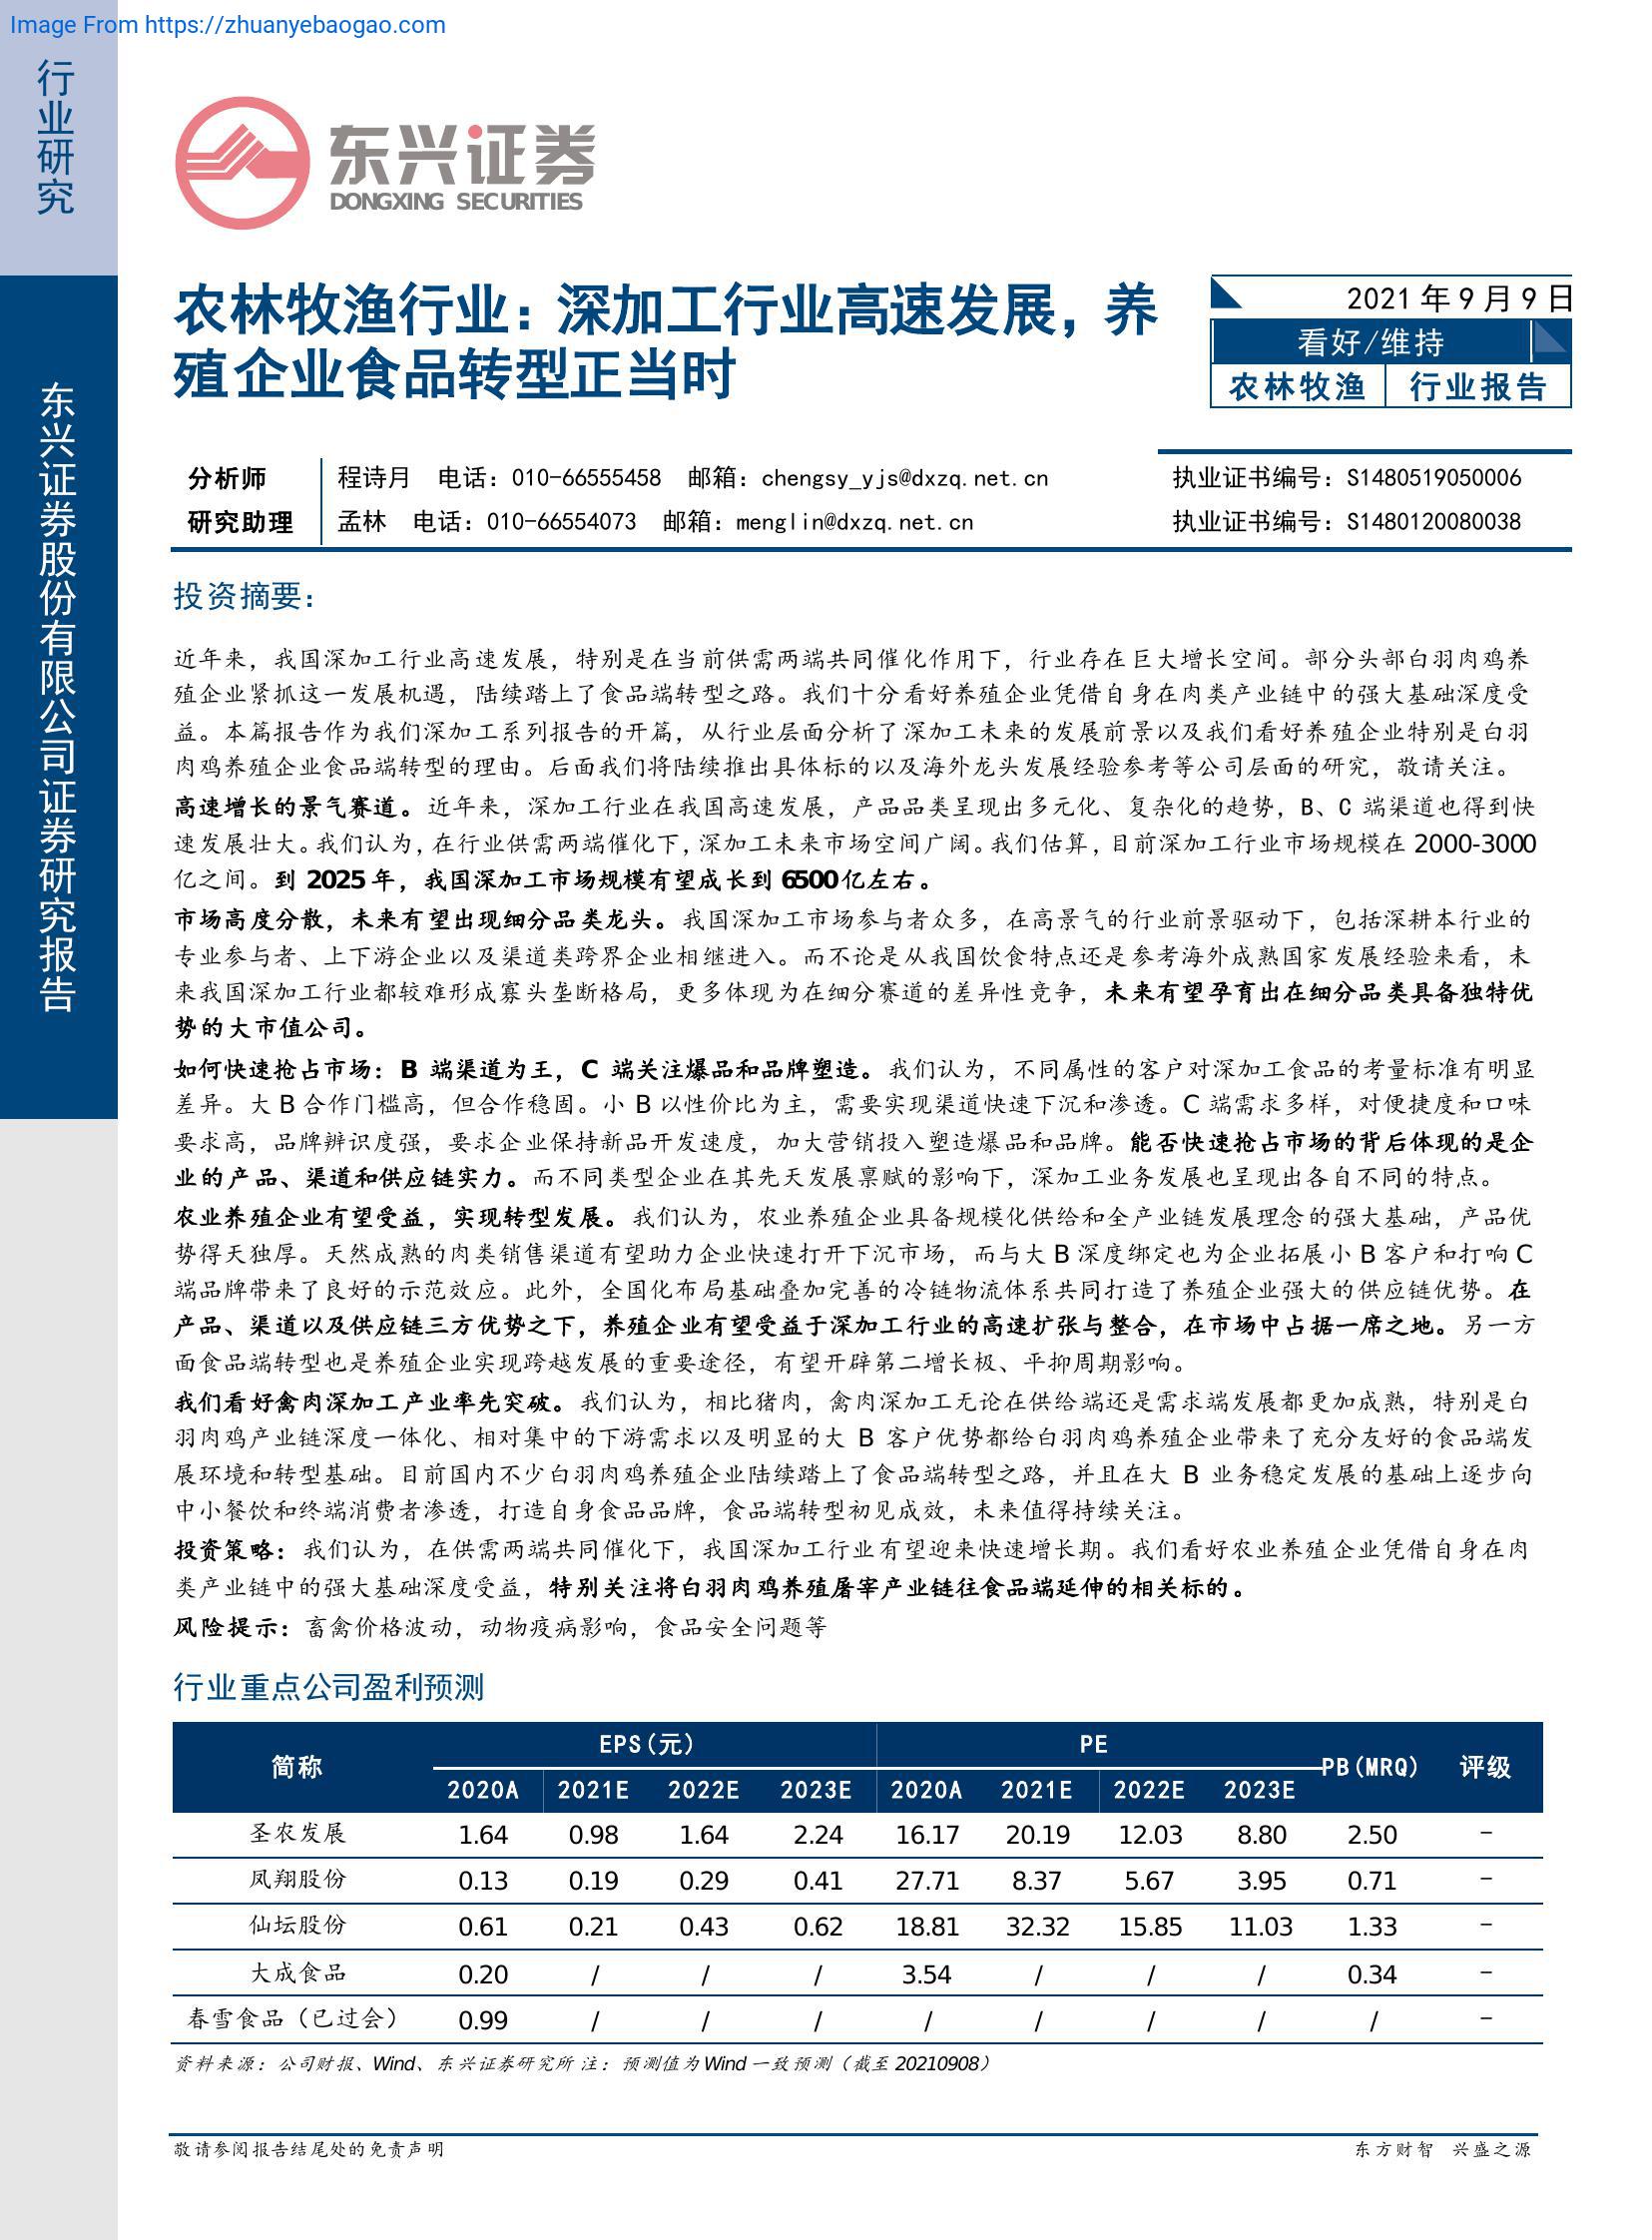 Image From https://zhuanyebaogao.com
行业研究
东兴证券股份有限公司证券研究报告
东兴证券
DONGXING SECURITIES
农林牧渔行业：深加工行业高速发展，养
殖企业食品转型正当时
2021 年 9 月 9 日
看好/维持
农林牧渔 行业报告
分析师 程诗月 电话：010-66555458 邮箱：chengsy_yjs@dxzq.net.cn 执业证书编号：S1480519050006
研究助理 孟林 电话：010-66554073 邮箱：menglin@dxzq.net.cn 执业证书编号：S1480120080038
投资摘要：
近年来，我国深加工行业高速发展，特别是在当前供需两端共同催化作用下，行业存在巨大增长空间。部分头部白羽肉鸡养
殖企业紧抓这一发展机遇，陆续踏上了食品端转型之路。我们十分看好养殖企业凭借自身在肉类产业链中的强大基础深度受
益。本篇报告作为我们深加工系列报告的开篇，从行业层面分析了深加工未来的发展前景以及我们看好养殖企业特别是白羽
肉鸡养殖企业食品端转型的理由。后面我们将陆续推出具体标的以及海外龙头发展经验参考等公司层面的研究，敬请关注。
高速增长的景气赛道。近年来，深加工行业在我国高速发展，产品品类呈现出多元化、复杂化的趋势，B、C 端渠道也得到快
速发展壮大。我们认为，在行业供需两端催化下，深加工未来市场空间广阔。我们估算，目前深加工行业市场规模在 2000-3000
亿之间。到 2025 年，我国深加工市场规模有望成长到 6500亿左右。
市场高度分散，未来有望出现细分品类龙头。我国深加工市场参与者众多，在高景气的行业前景驱动下，包括深耕本行业的
专业参与者、上下游企业以及渠道类跨界企业相继进入。而不论是从我国饮食特点还是参考海外成熟国家发展经验来看，未
来我国深加工行业都较难形成寡头垄断格局，更多体现为在细分赛道的差异性竞争，未来有望孕育出在细分品类具备独特优
势的大市值公司。
如何快速抢占市场：B 端渠道为王，C 端关注爆品和品牌塑造。我们认为，不同属性的客户对深加工食品的考量标准有明显
差异。大 B 合作门槛高，但合作稳固。小 B 以性价比为主，需要实现渠道快速下沉和渗透。C 端需求多样，对便捷度和口味
要求高，品牌辨识度强，要求企业保持新品开发速度，加大营销投入塑造爆品和品牌。能否快速抢占市场的背后体现的是企
业的产品、渠道和供应链实力。而不同类型企业在其先天发展禀赋的影响下，深加工业务发展也呈现出各自不同的特点。
农业养殖企业有望受益，实现转型发展。我们认为，农业养殖企业具备规模化供给和全产业链发展理念的强大基础，产品优
势得天独厚。天然成熟的肉类销售渠道有望助力企业快速打开下沉市场，而与大 B 深度绑定也为企业拓展小 B 客户和打响 C
端品牌带来了良好的示范效应。此外，全国化布局基础叠加完善的冷链物流体系共同打造了养殖企业强大的供应链优势。在
产品、渠道以及供应链三方优势之下，养殖企业有望受益于深加工行业的高速扩张与整合，在市场中占据一席之地。另一方
面食品端转型也是养殖企业实现跨越发展的重要途径，有望开辟第二增长极、平抑周期影响。
我们看好禽肉深加工产业率先突破。我们认为，相比猪肉，禽肉深加工无论在供给端还是需求端发展都更加成熟，特别是白
羽肉鸡产业链深度一体化、相对集中的下游需求以及明显的大 B 客户优势都给白羽肉鸡养殖企业带来了充分友好的食品端发
展环境和转型基础。目前国内不少白羽肉鸡养殖企业陆续踏上了食品端转型之路，并且在大 B 业务稳定发展的基础上逐步向
中小餐饮和终端消费者渗透，打造自身食品品牌，食品端转型初见成效，未来值得持续关注。
投资策略：我们认为，在供需两端共同催化下，我国深加工行业有望迎来快速增长期。我们看好农业养殖企业凭借自身在肉
类产业链中的强大基础深度受益，特别关注将白羽肉鸡养殖屠宰产业链往食品端延伸的相关标的。
风险提示：畜禽价格波动，动物疫病影响，食品安全问题等
行业重点公司盈利预测
简称 EPS(元) PE PB(MRQ) 评级
2020A 2021E 2022E 2023E 2020A 2021E 2022E 2023E
圣农发展 1.64 0.98 1.64 2.24 16.17 20.19 12.03 8.80 2.50 -
凤翔股份 0.13 0.19 0.29 0.41 27.71 8.37 5.67 3.95 0.71 -
仙坛股份 0.61 0.21 0.43 0.62 18.81 32.32 15.85 11.03 1.33 -
大成食品 0.20 / / / 3.54 / / / 0.34 -
春雪食品（已过会） 0.99 / / / / / / / / -
资料来源：公司财报、Wind、东兴证券研究所 注：预测值为 Wind 一致预测（截至 20210908）
敬请参阅报告结尾处的免责声明
东方财智 兴盛之源